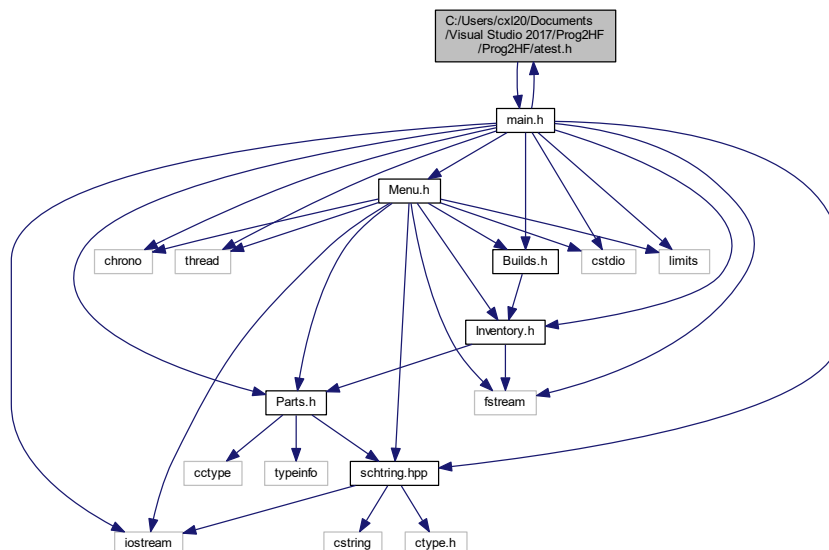 C:/Users/cxl20/Documents
/Visual Studio 2017/Prog2HF
/Prog2HF/atest.h
main.h
Menu.h
chrono
thread
Builds.h
cstdio
limits
Inventory.h
Parts.h
fstream
cctype
typeinfo
schtring.hpp
iostream
cstring
ctype.h